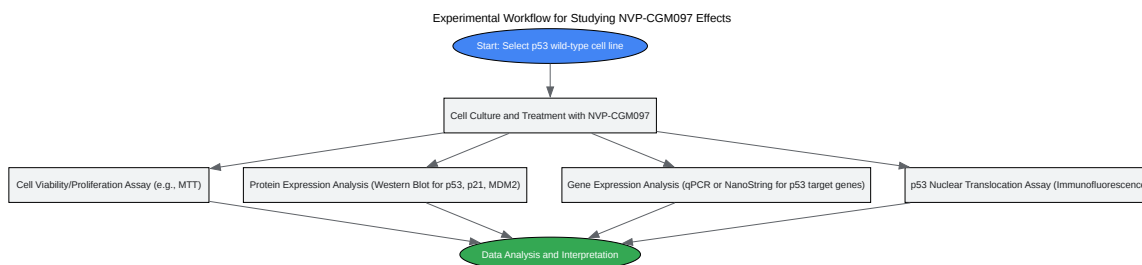 Experimental Workflow for Studying NVP-CGM097 Effects
Start: Select p53 wild-type cell line
Cell Culture and Treatment with NVP-CGM097
Cell Viability/Proliferation Assay (e.g., MTT)
Protein Expression Analysis (Western Blot for p53, p21, MDM2)
Gene Expression Analysis (qPCR or NanoString for p53 target genes)
p53 Nuclear Translocation Assay (Immunofluorescence
Data Analysis and Interpretation